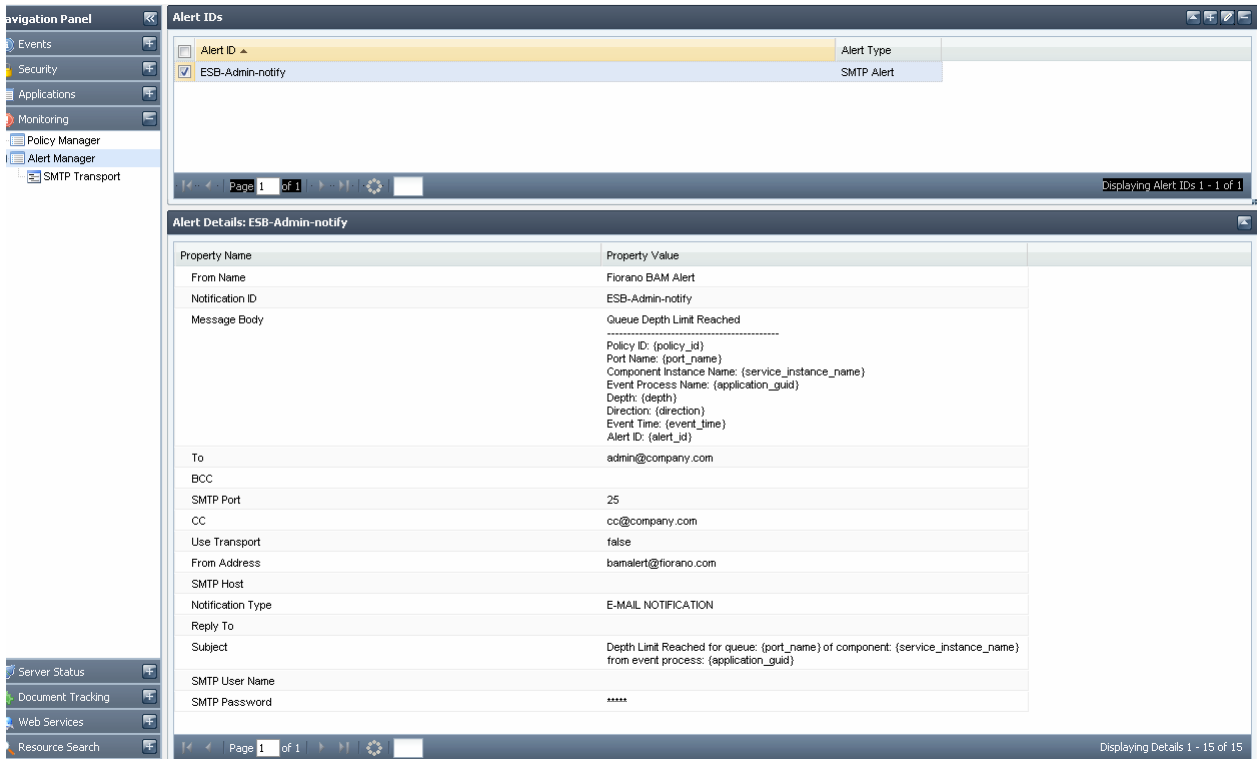 avigation Panel
Events
Security
Applications
Monitoring
Policy Manager
Alert Manager
SMTP Transport
Server Status
Document Tracking
Web Services
Resource Search
Alert IDs
Alert ID Alert Type
ESB-Admin-notify SMTP Alert
Page 1 of 1 Displaying Alert IDs 1 - 1 of 1
Alert Details: ESB-Admin-notify
Property Name Property Value
From Name Fiorano BAM Alert
Notification ID ESB-Admin-notify
Message Body Queue Depth Limit Reached
-------------------------------------------
Policy ID: {policy_id}
Port Name: {port_name}
Component Instance Name: {service_instance_name}
Event Process Name: {application_guid}
Depth: {depth}
Direction: {direction}
Event Time: {event_time}
Alert ID: {alert_id}
To admin@company.com
BCC
SMTP Port 25
CC cc@company.com
Use Transport false
From Address bamalert@fiorano.com
SMTP Host
Notification Type E-MAIL NOTIFICATION
Reply To
Subject Depth Limit Reached for queue: {port_name} of component: {service_instance_name}
from event process: {application_guid}
SMTP User Name
SMTP Password *****
Page 1 of 1 Displaying Details 1 - 15 of 15